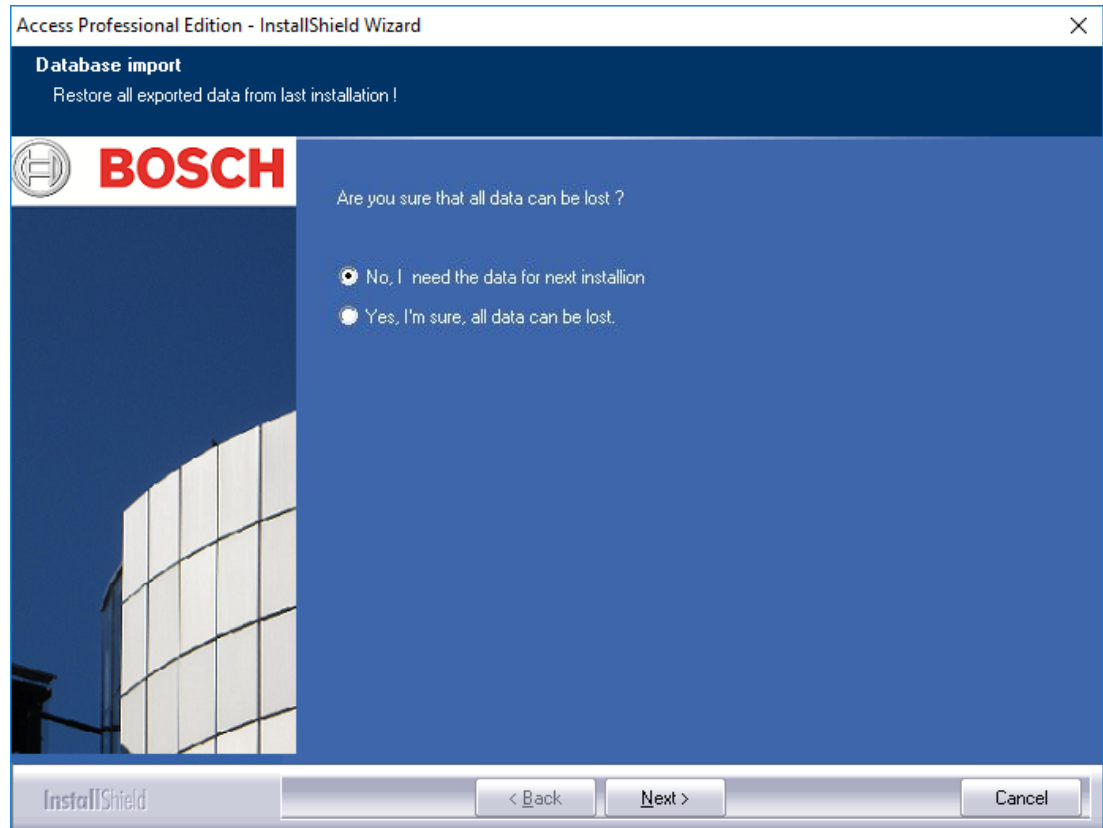 Access Professional Edition - InstallShield Wizard
Database import
Restore all exported data from last installation !
BOSCH
Are you sure that all data can be lost ?
No, I need the data for next installion
Yes, I'm sure, all data can be lost.
InstallShield
< Back
Next >
Cancel